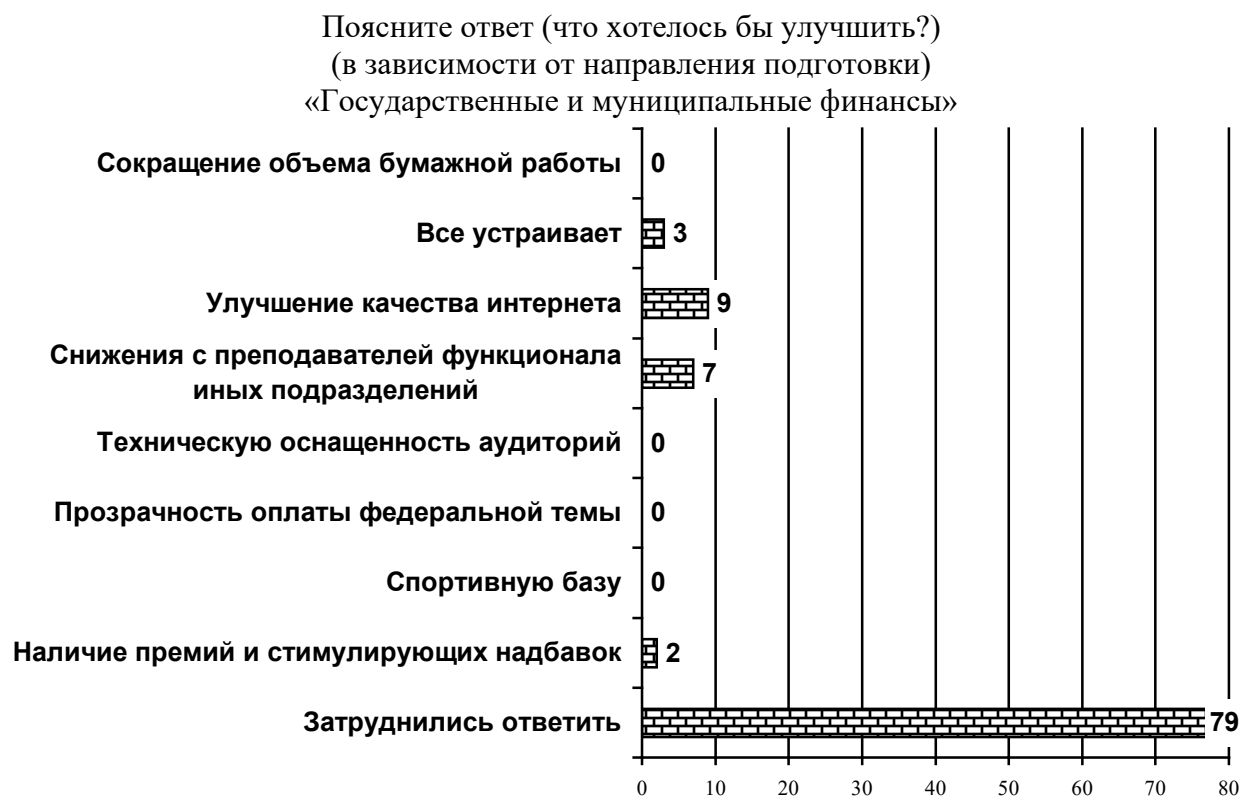 Поясните ответ (что хотелось бы улучшить?)
(в зависимости от направления подготовки)
«Государственные и муниципальные финансы»
Сокращение объема бумажной работы 0
Все устраивает 3
Улучшение качества интернета 9
Снижения с преподавателей функционала
иных подразделений 7
Техническую оснащенность аудиторий 0
Прозрачность оплаты федеральной темы 0
Спортивную базу 0
Наличие премий и стимулирующих надбавок 2
Затруднились ответить 79
0 10 20 30 40 50 60 70 80